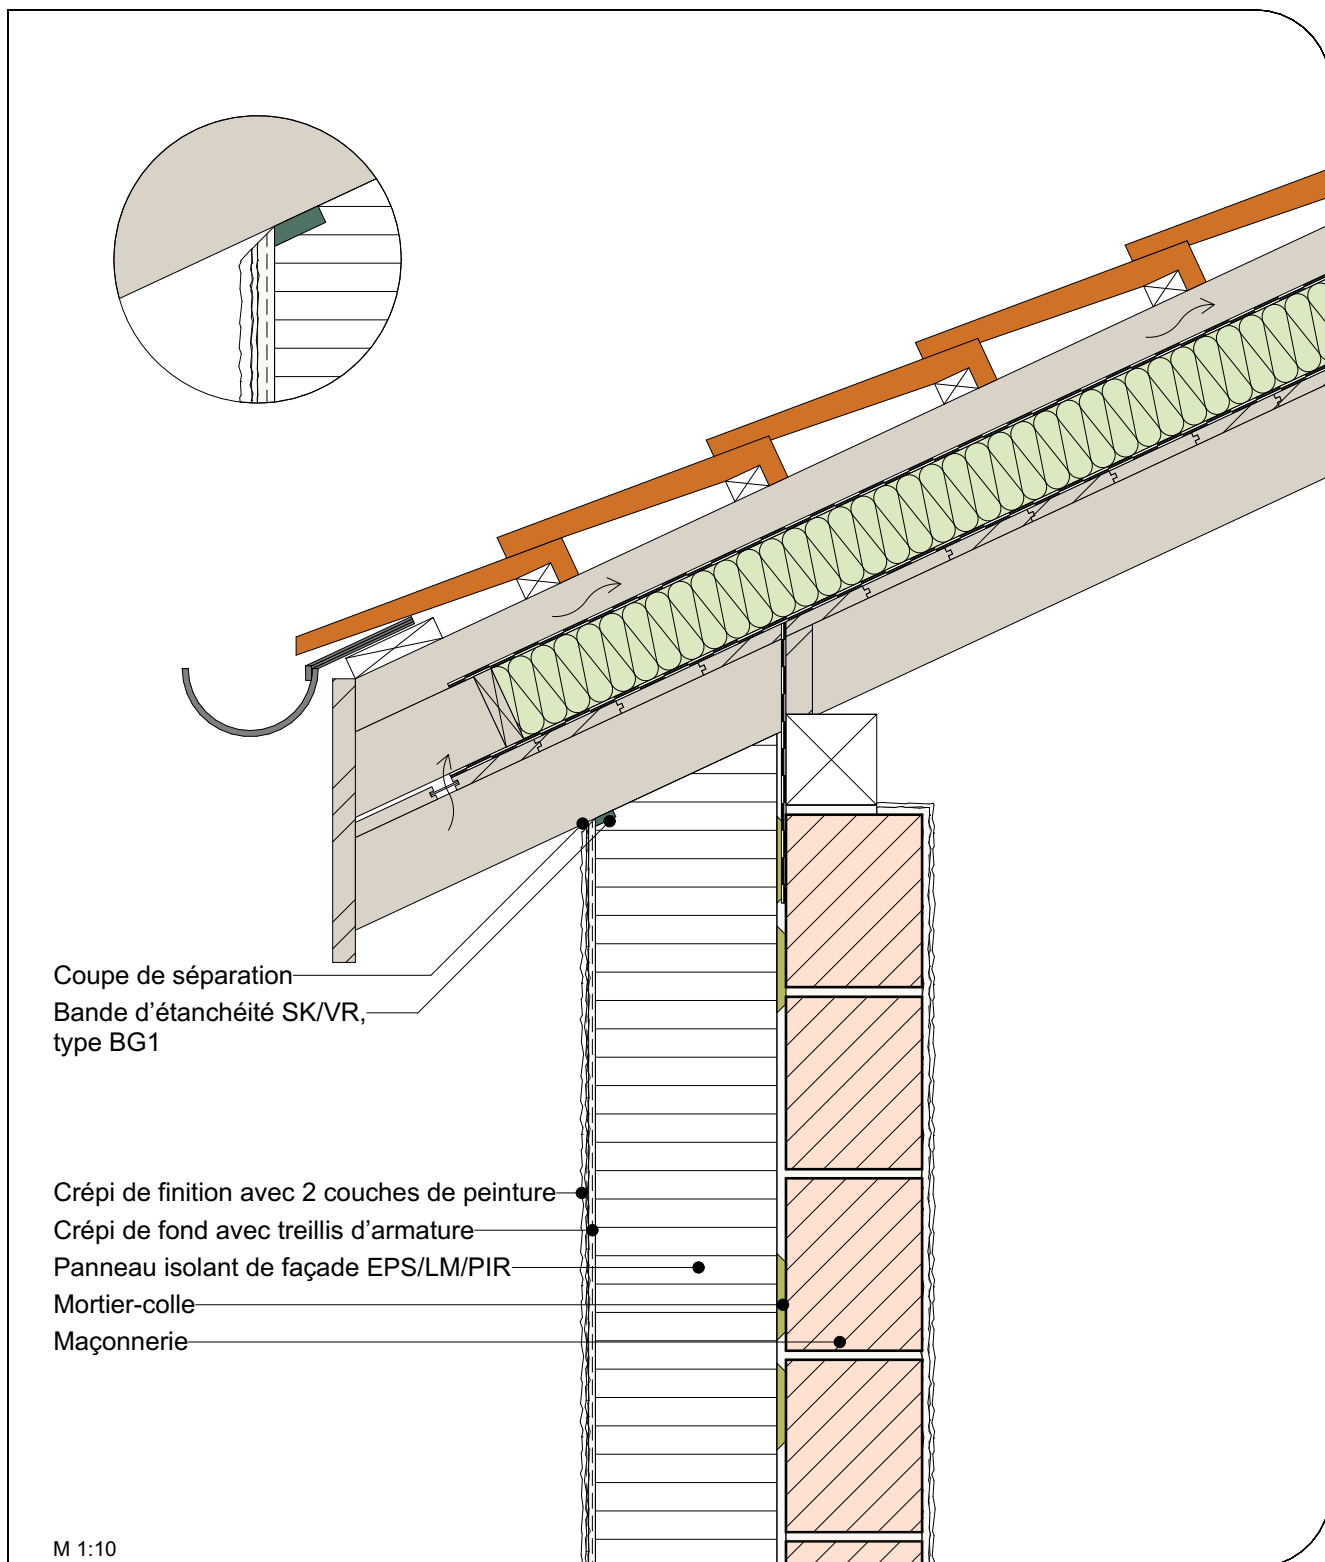 Coupe de séparation
Bande d’étanchéité SK/VR,
type BG1
Crépi de finition avec 2 couches de peinture
Crépi de fond avec treillis d’armature
Panneau isolant de façade EPS/LM/PIR
Mortier-colle
Maçonnerie
M 1:10